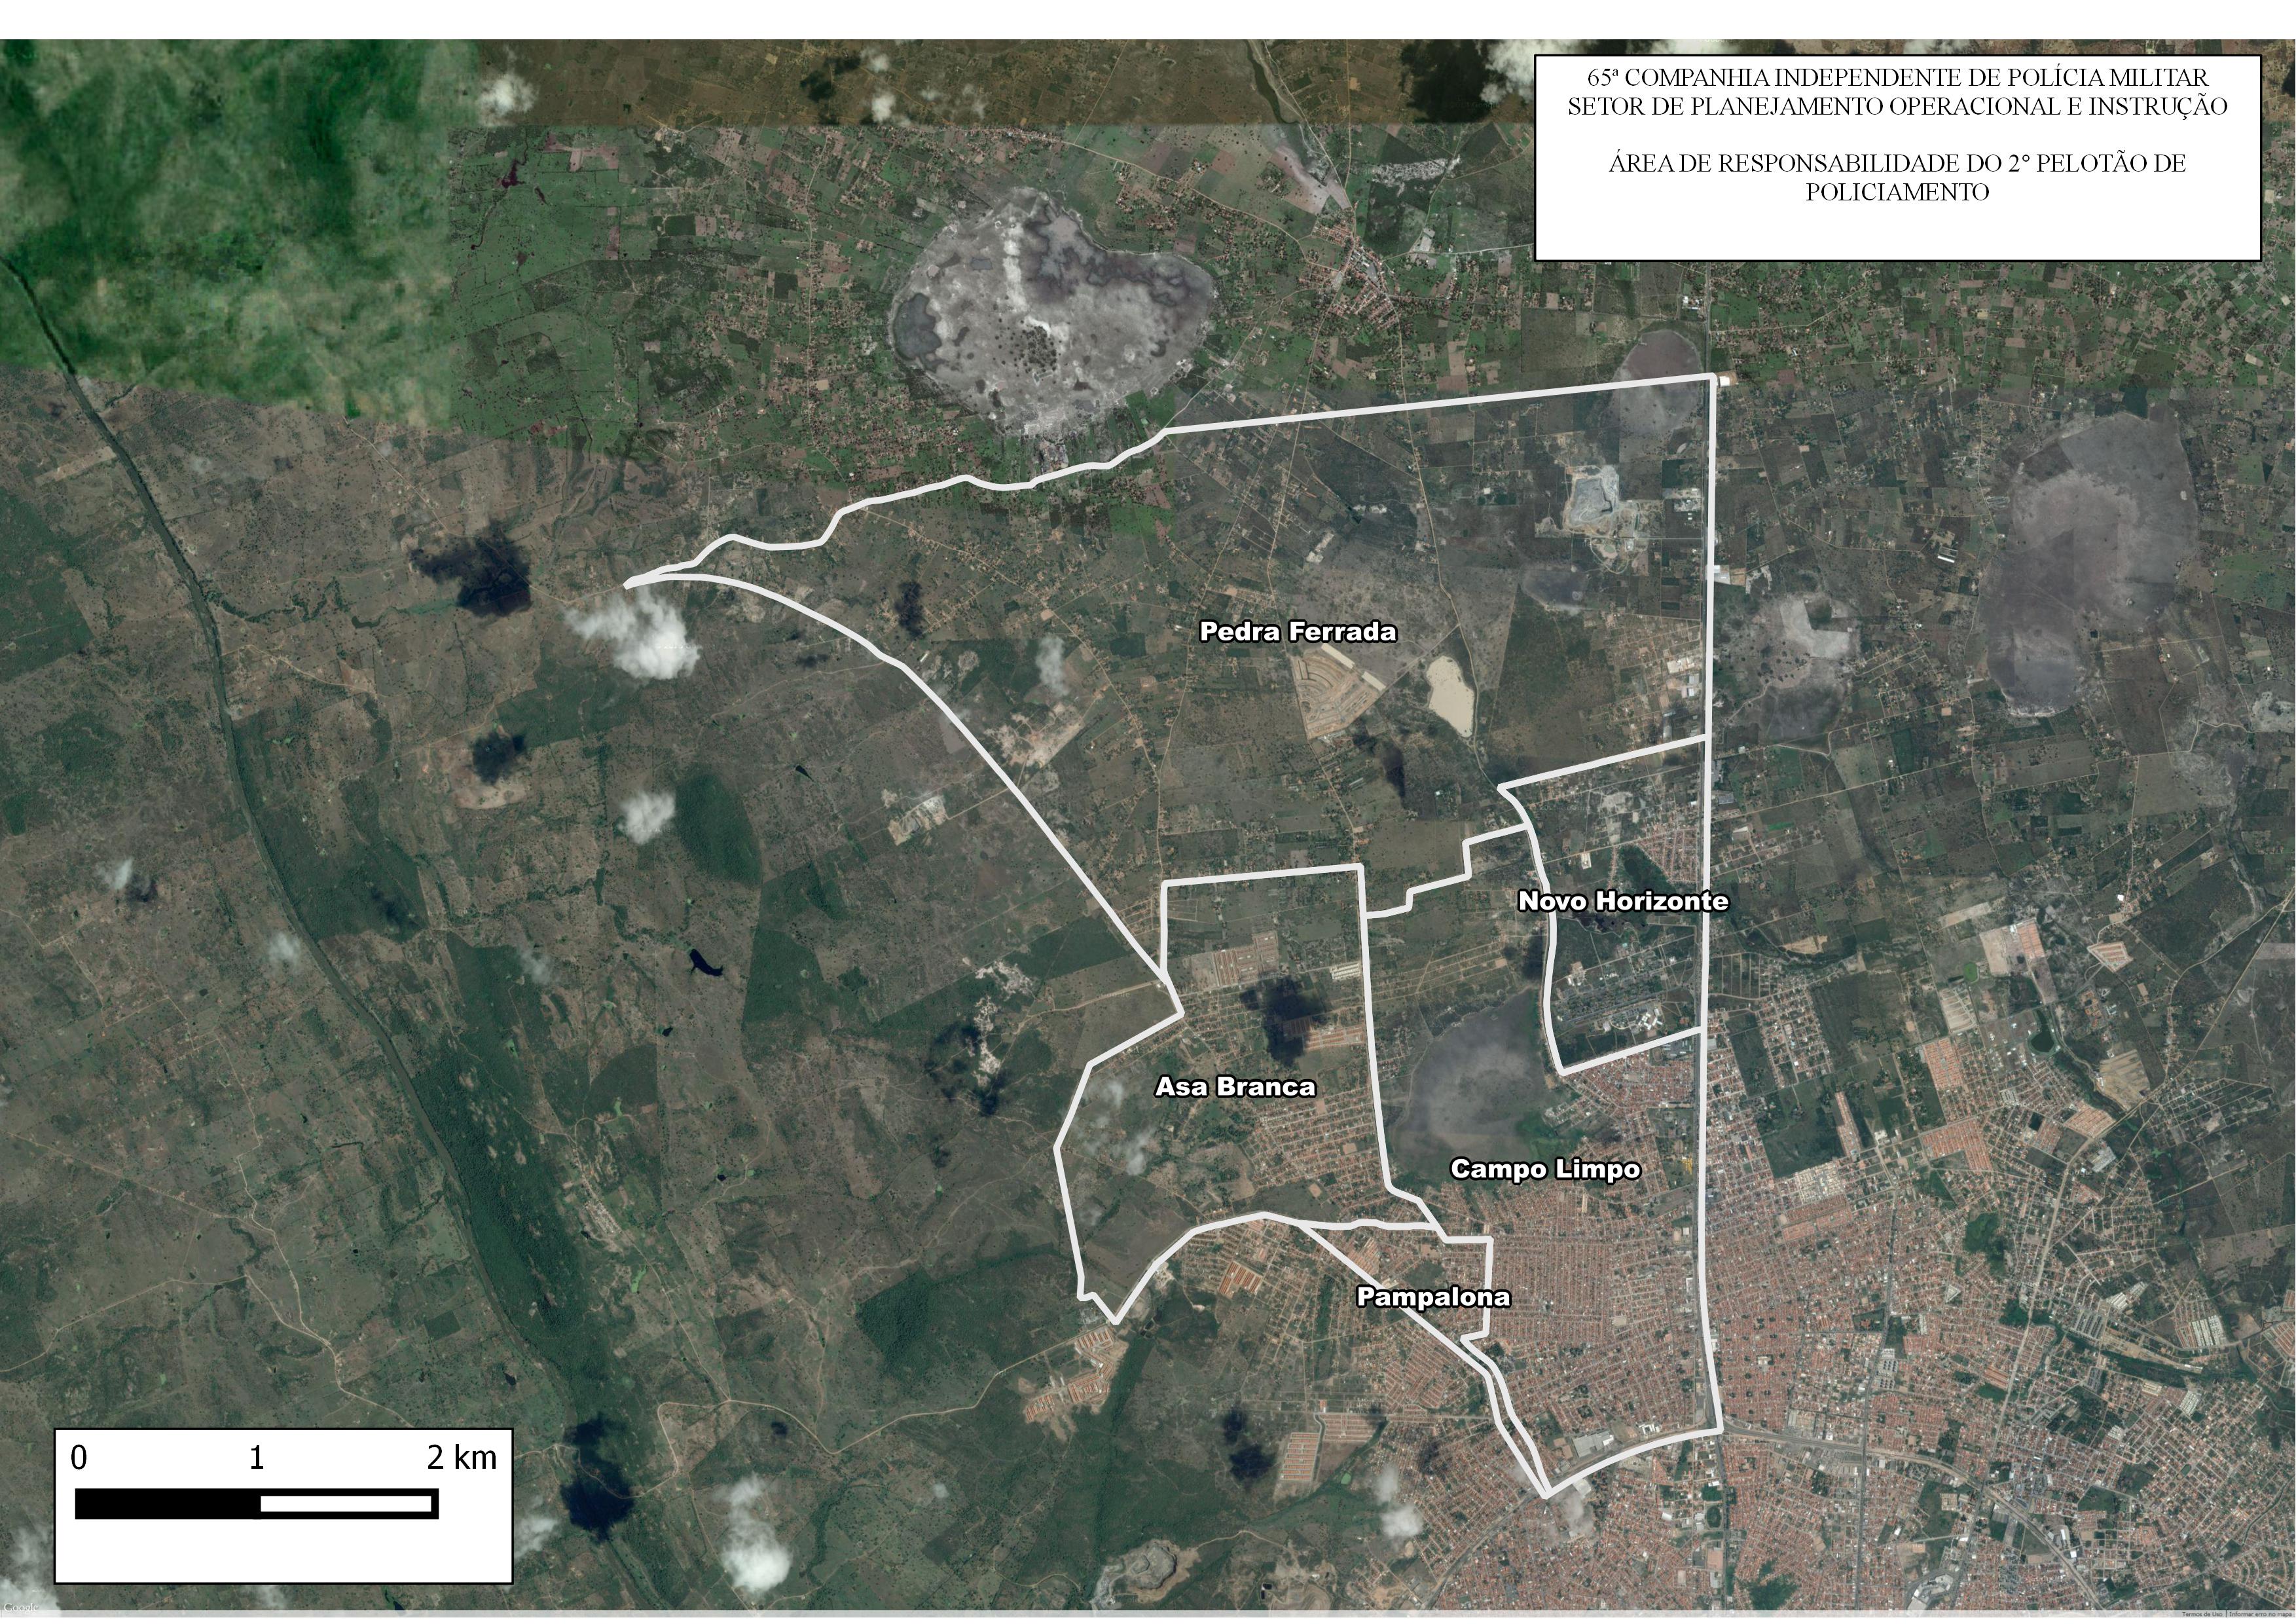 65ª COMPANHIA INDEPENDENTE DE POLÍCIA MILITAR
SETOR DE PLANEJAMENTO OPERACIONAL E INSTRUÇÃO
ÁREA DE RESPONSABILIDADE DO 2° PELOTÃO DE
POLICIAMENTO
Pedra Ferrada
Novo Horizonte
Asa Branca
Campo Limpo
Pampalona
0 1 2 km
Google
Termos de Uso | Informar erro no mapa